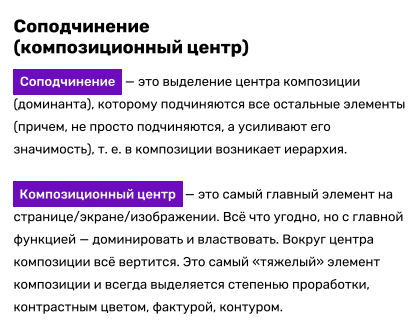 Соподчинение
(композиционный центр)
Соподчинение — это выделение центра композиции
(доминанта), которому подчиняются все остальные элементы
(причем, не просто подчиняются, а усиливают его
значимость), т. е. в композиции возникает иерархия.
Композиционный центр — это самый главный элемент на
странице/экране/изображении. Всё что угодно, но с главной
функцией — доминировать и властвовать. Вокруг центра
композиции всё вертится. Это самый «тяжелый» элемент
композиции и всегда выделяется степенью проработки,
контрастным цветом, фактурой, контуром.